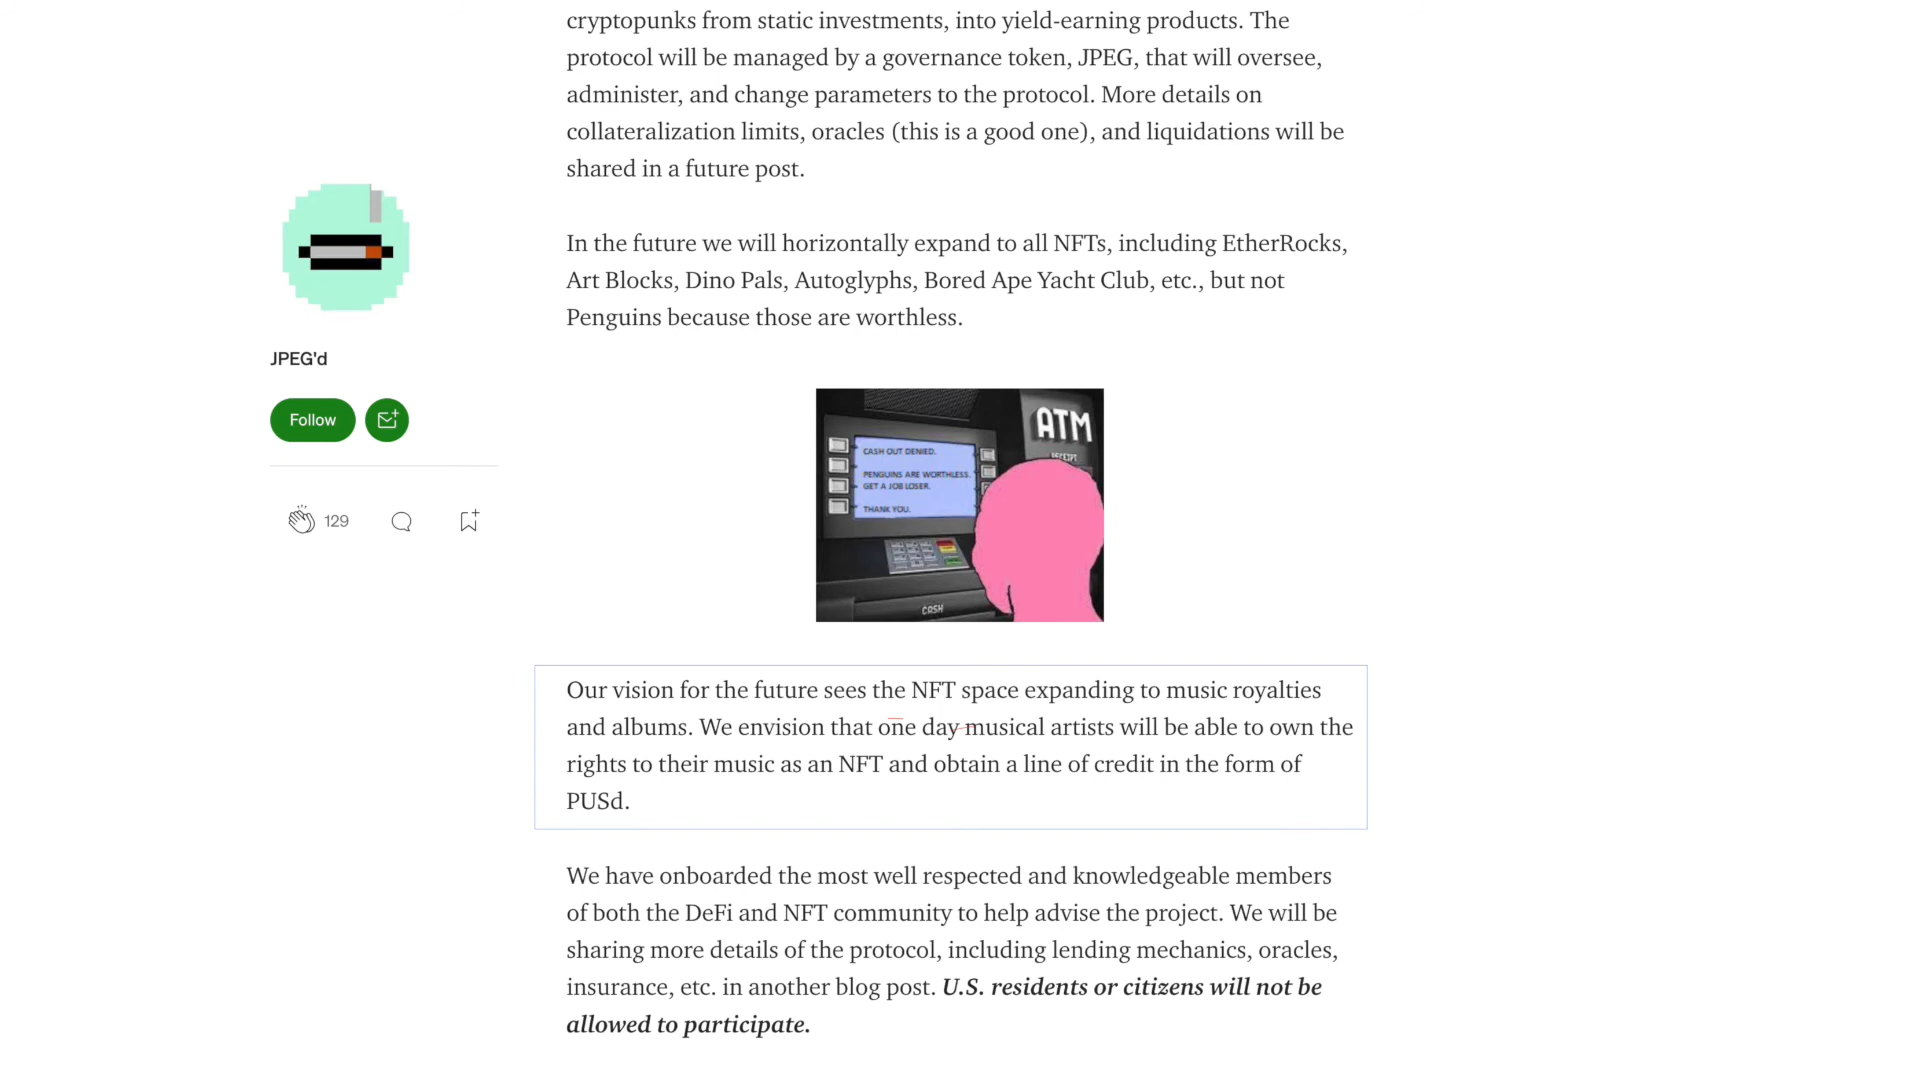 cryptopunks from static investments, into yield-earning products. The
protocol will be managed by a governance token, JPEG, that will oversee,
administer, and change parameters to the protocol. More details on
collateralization limits, oracles (this is a good one), and liquidations will be
shared in a future post.
In the future we will horizontally expand to all NFTs, including EtherRocks,
Art Blocks, Dino Pals, Autoglyphs, Bored Ape Yacht Club, etc., but not
Penguins because those are worthless.
JPEG'd
Follow
129
ATM
RECEIPT
CASH OUT DENIED.
PENGUINS ARE WORTHLESS.
GET A JOB LOSER.
THANK YOU.
CASH
Our vision for the future sees the NFT space expanding to music royalties
and albums. We envision that one day musical artists will be able to own the
rights to their music as an NFT and obtain a line of credit in the form of
PUSd.
We have onboarded the most well respected and knowledgeable members
of both the DeFi and NFT community to help advise the project. We will be
sharing more details of the protocol, including lending mechanics, oracles,
insurance, etc. in another blog post. U.S. residents or citizens will not be
allowed to participate.